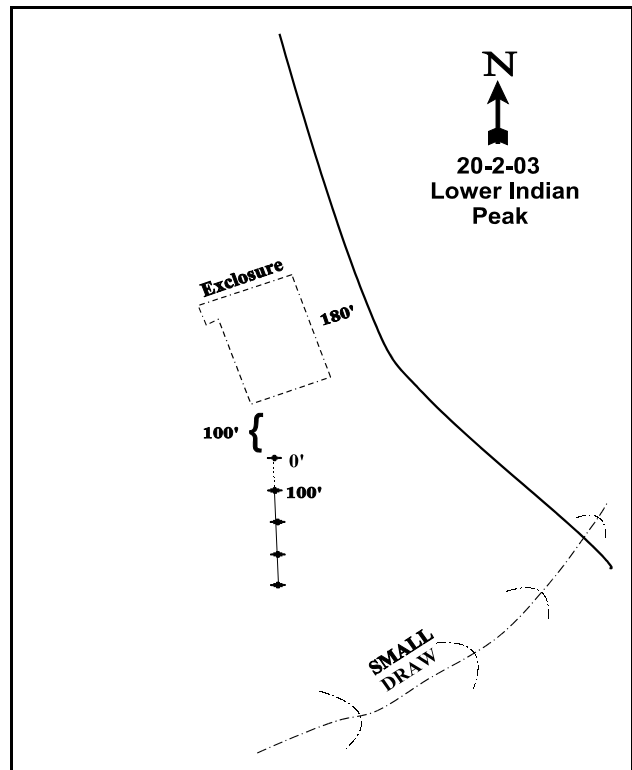 N
20-2-03
Lower Indian
Peak
Exclosure
180'
100'
0'
100'
SMALL
DRAW